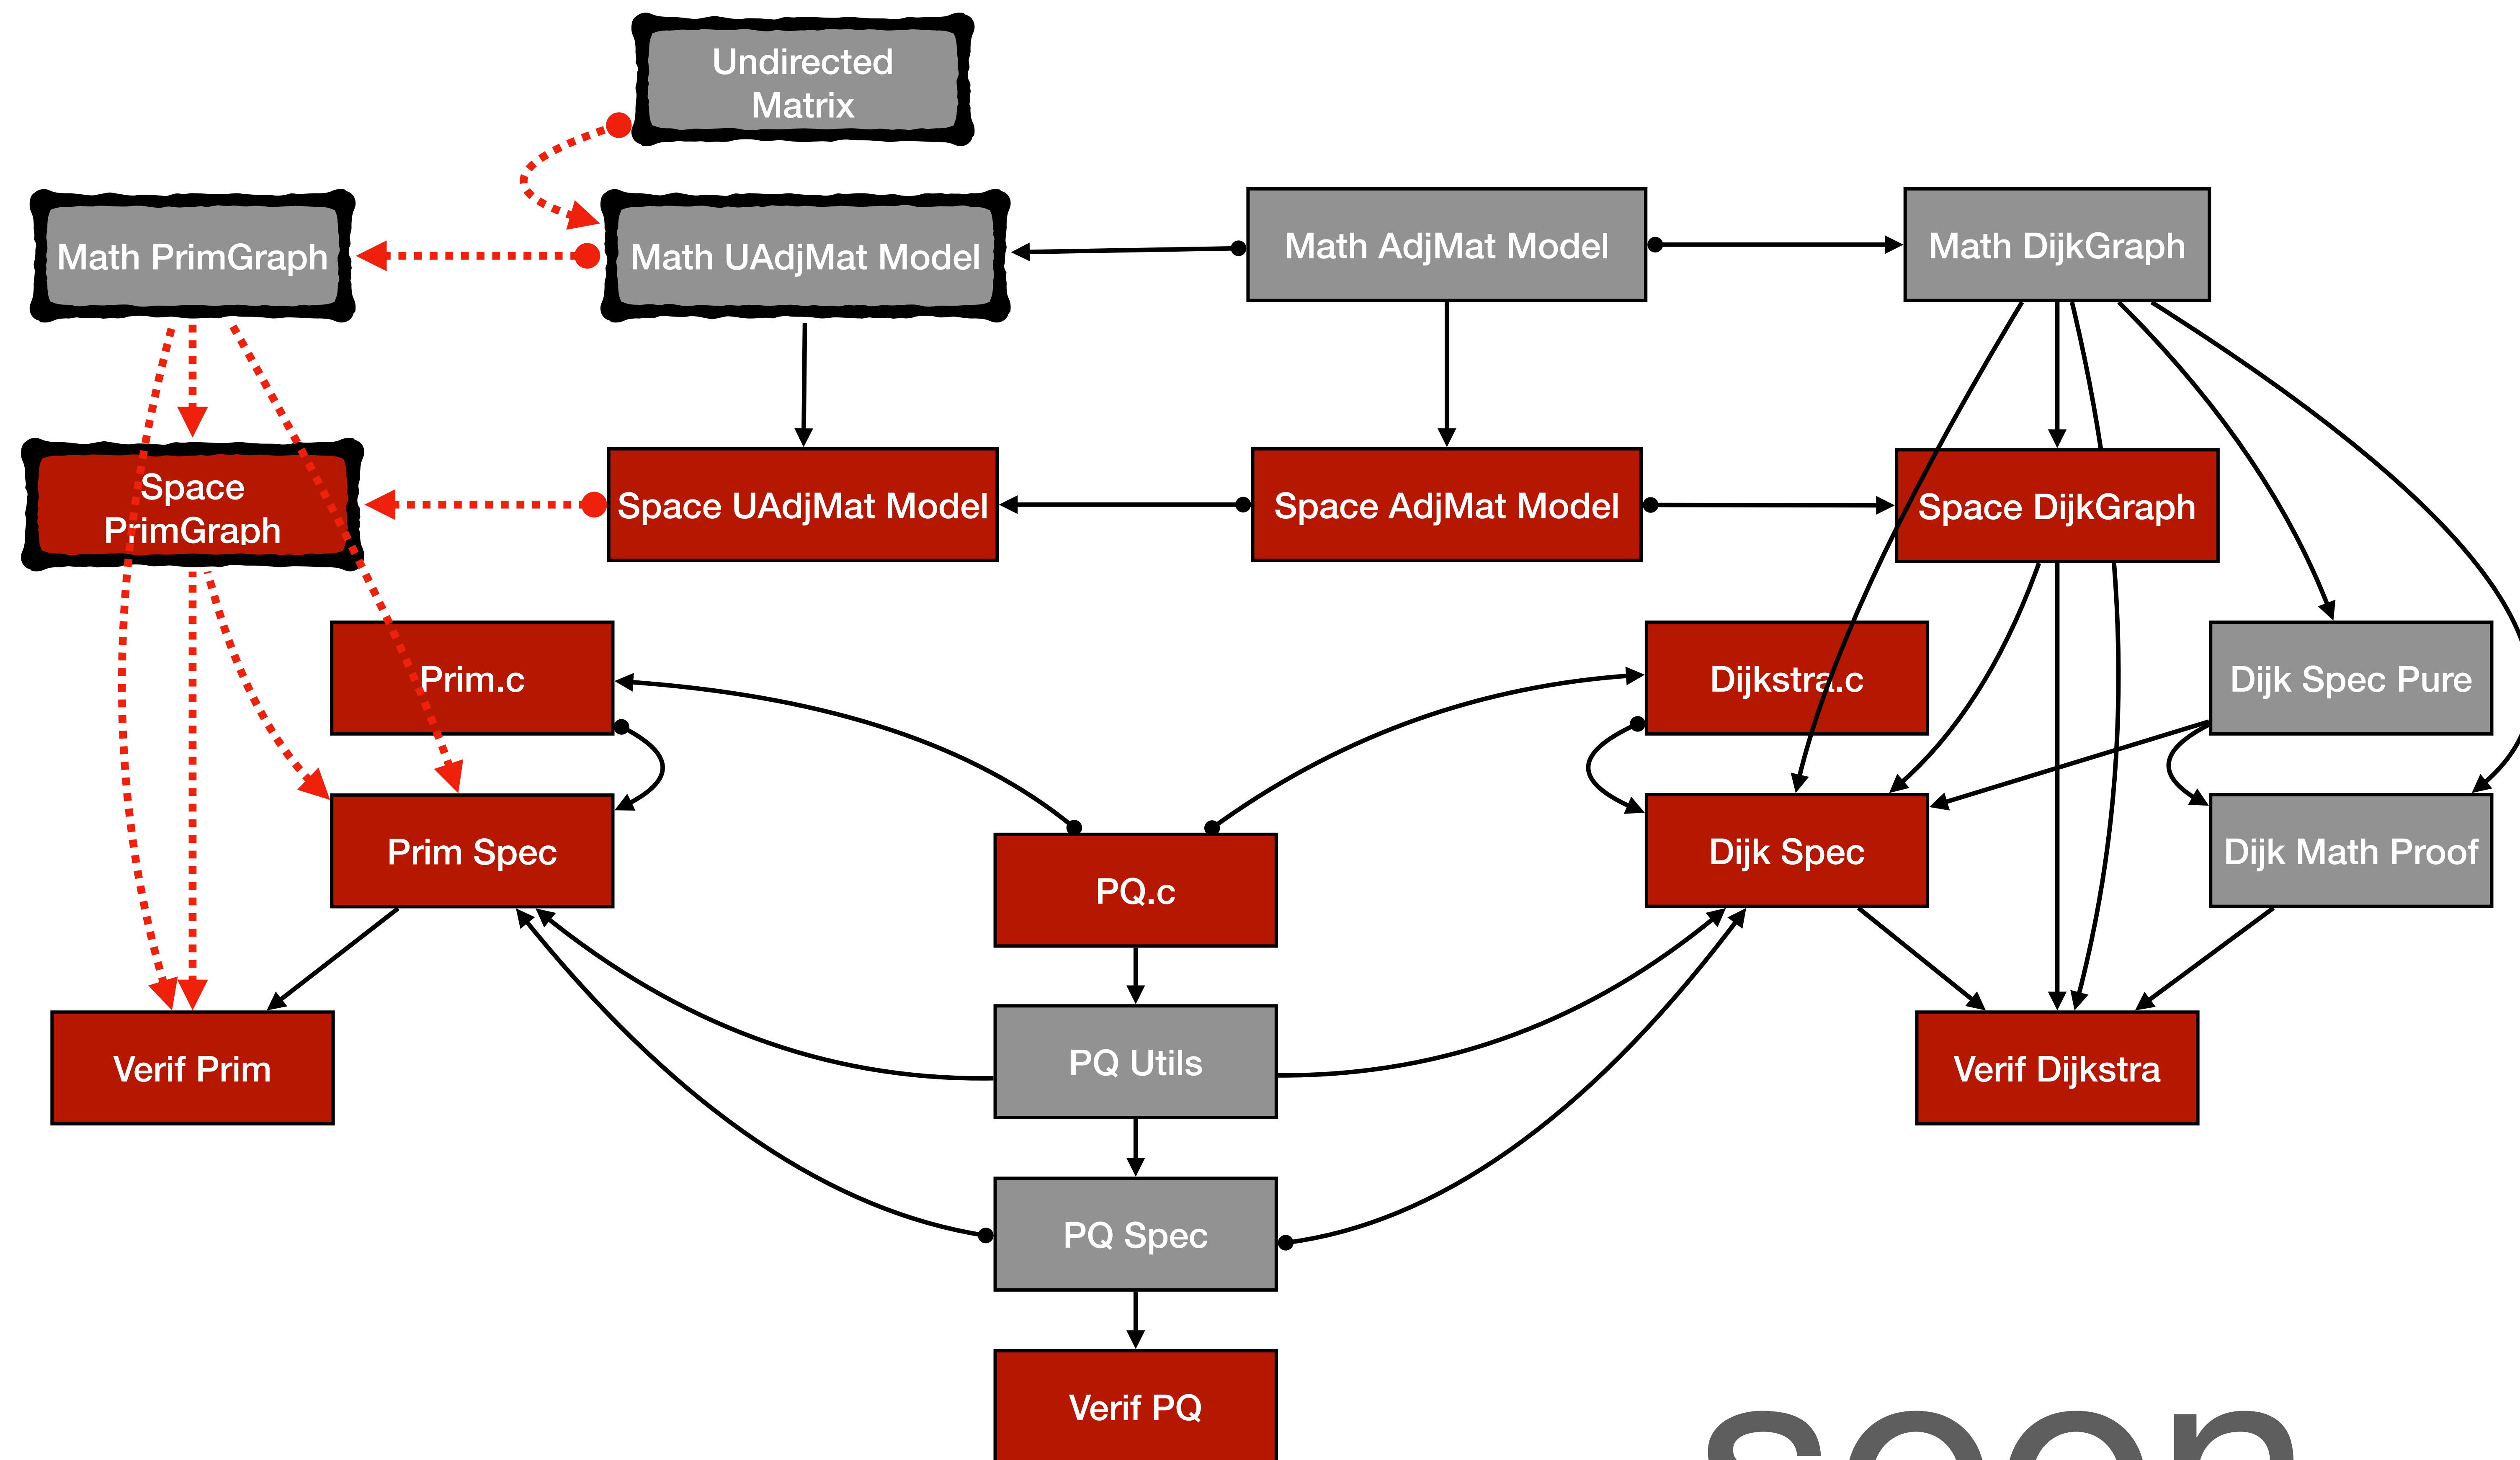 Undirected
Matrix
Math PrimGraph
Math UAdjMat Model
Math AdjMat Model
Math DijkGraph
Space
PrimGraph
Space UAdjMat Model
Space AdjMat Model
Space DijkGraph
Prim.c
Dijkstra.c
Dijk Spec Pure
Prim Spec
PQ.c
Dijk Spec
Dijk Math Proof
Verif Prim
PQ Utils
Verif Dijkstra
PQ Spec
Verif PQ
soon